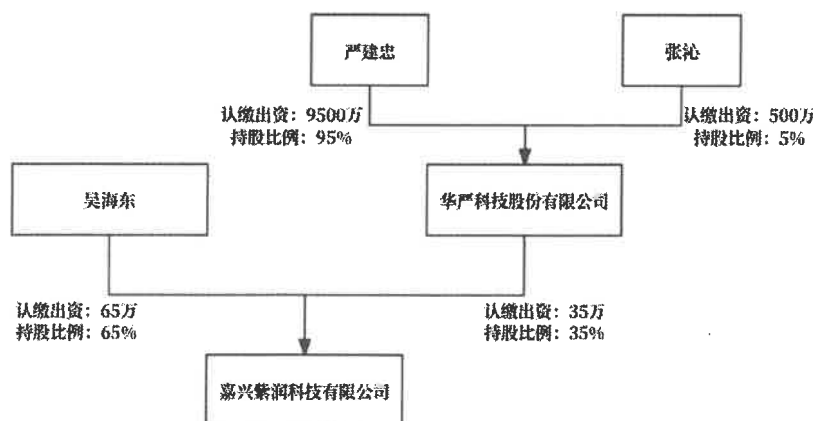 严建忠
张沁
认缴出资：9500万
持股比例：95%
认缴出资：500万
持股比例：5%
吴海东
华严科技股份有限公司
认缴出资：65万
持股比例：65%
认缴出资：35万
持股比例：35%
嘉兴紫润科技有限公司